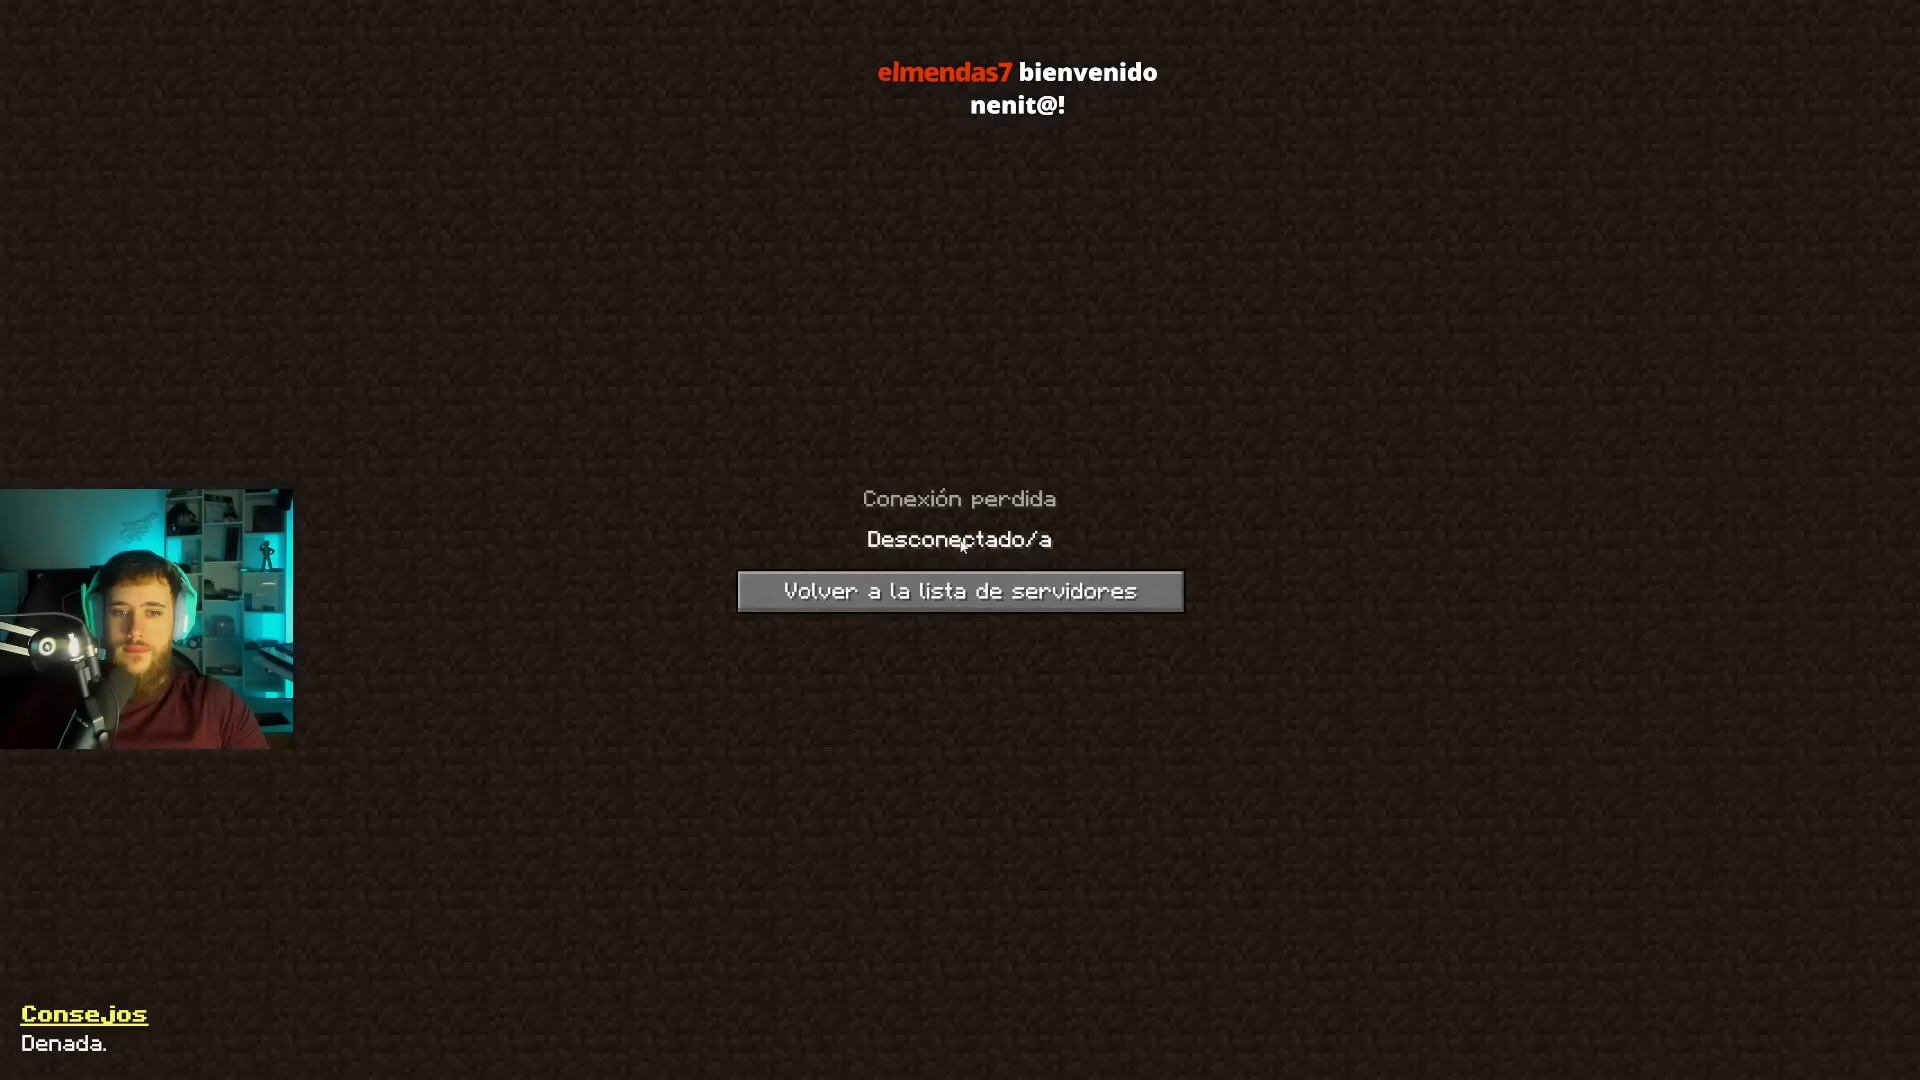 elmendas7 bienvenido
nenit@!
Conexión perdida
Desconectado/a
Volver a la lista de servidores
Consejos
Denada.